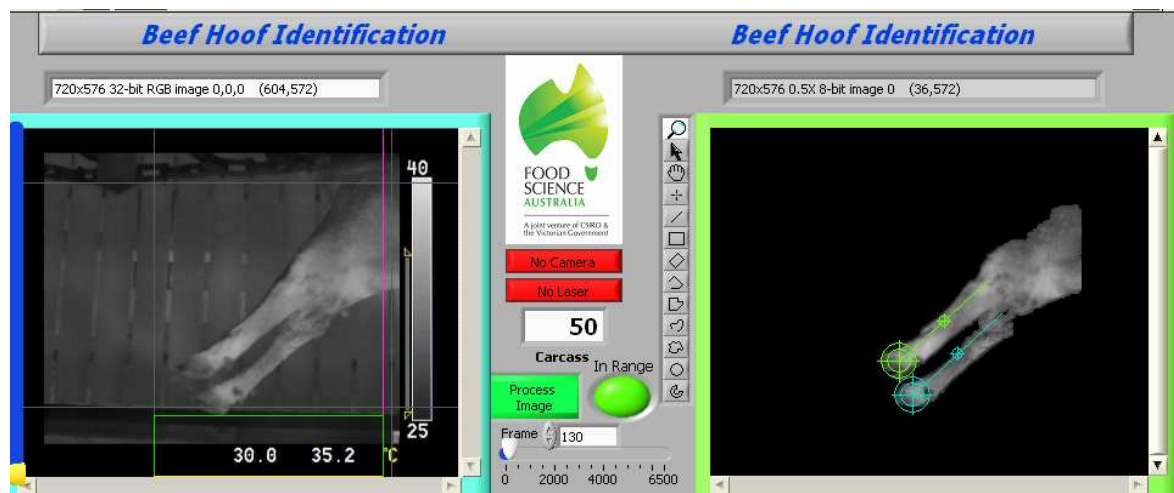 Beef Hoof Identification
Beef Hoof Identification
720x576 32-bit RGB image 0,0,0 (604,572)
720x576 0.5X 8-bit image 0 (36,572)
40
25
30.0 35.2 °C
FOOD
SCIENCE
AUSTRALIA
A joint venture of CSIRO &
the Victorian Government
No Camera
No Laser
50
Carcass
In Range
Process
Image
Frame 130
0 2000 4000 6500